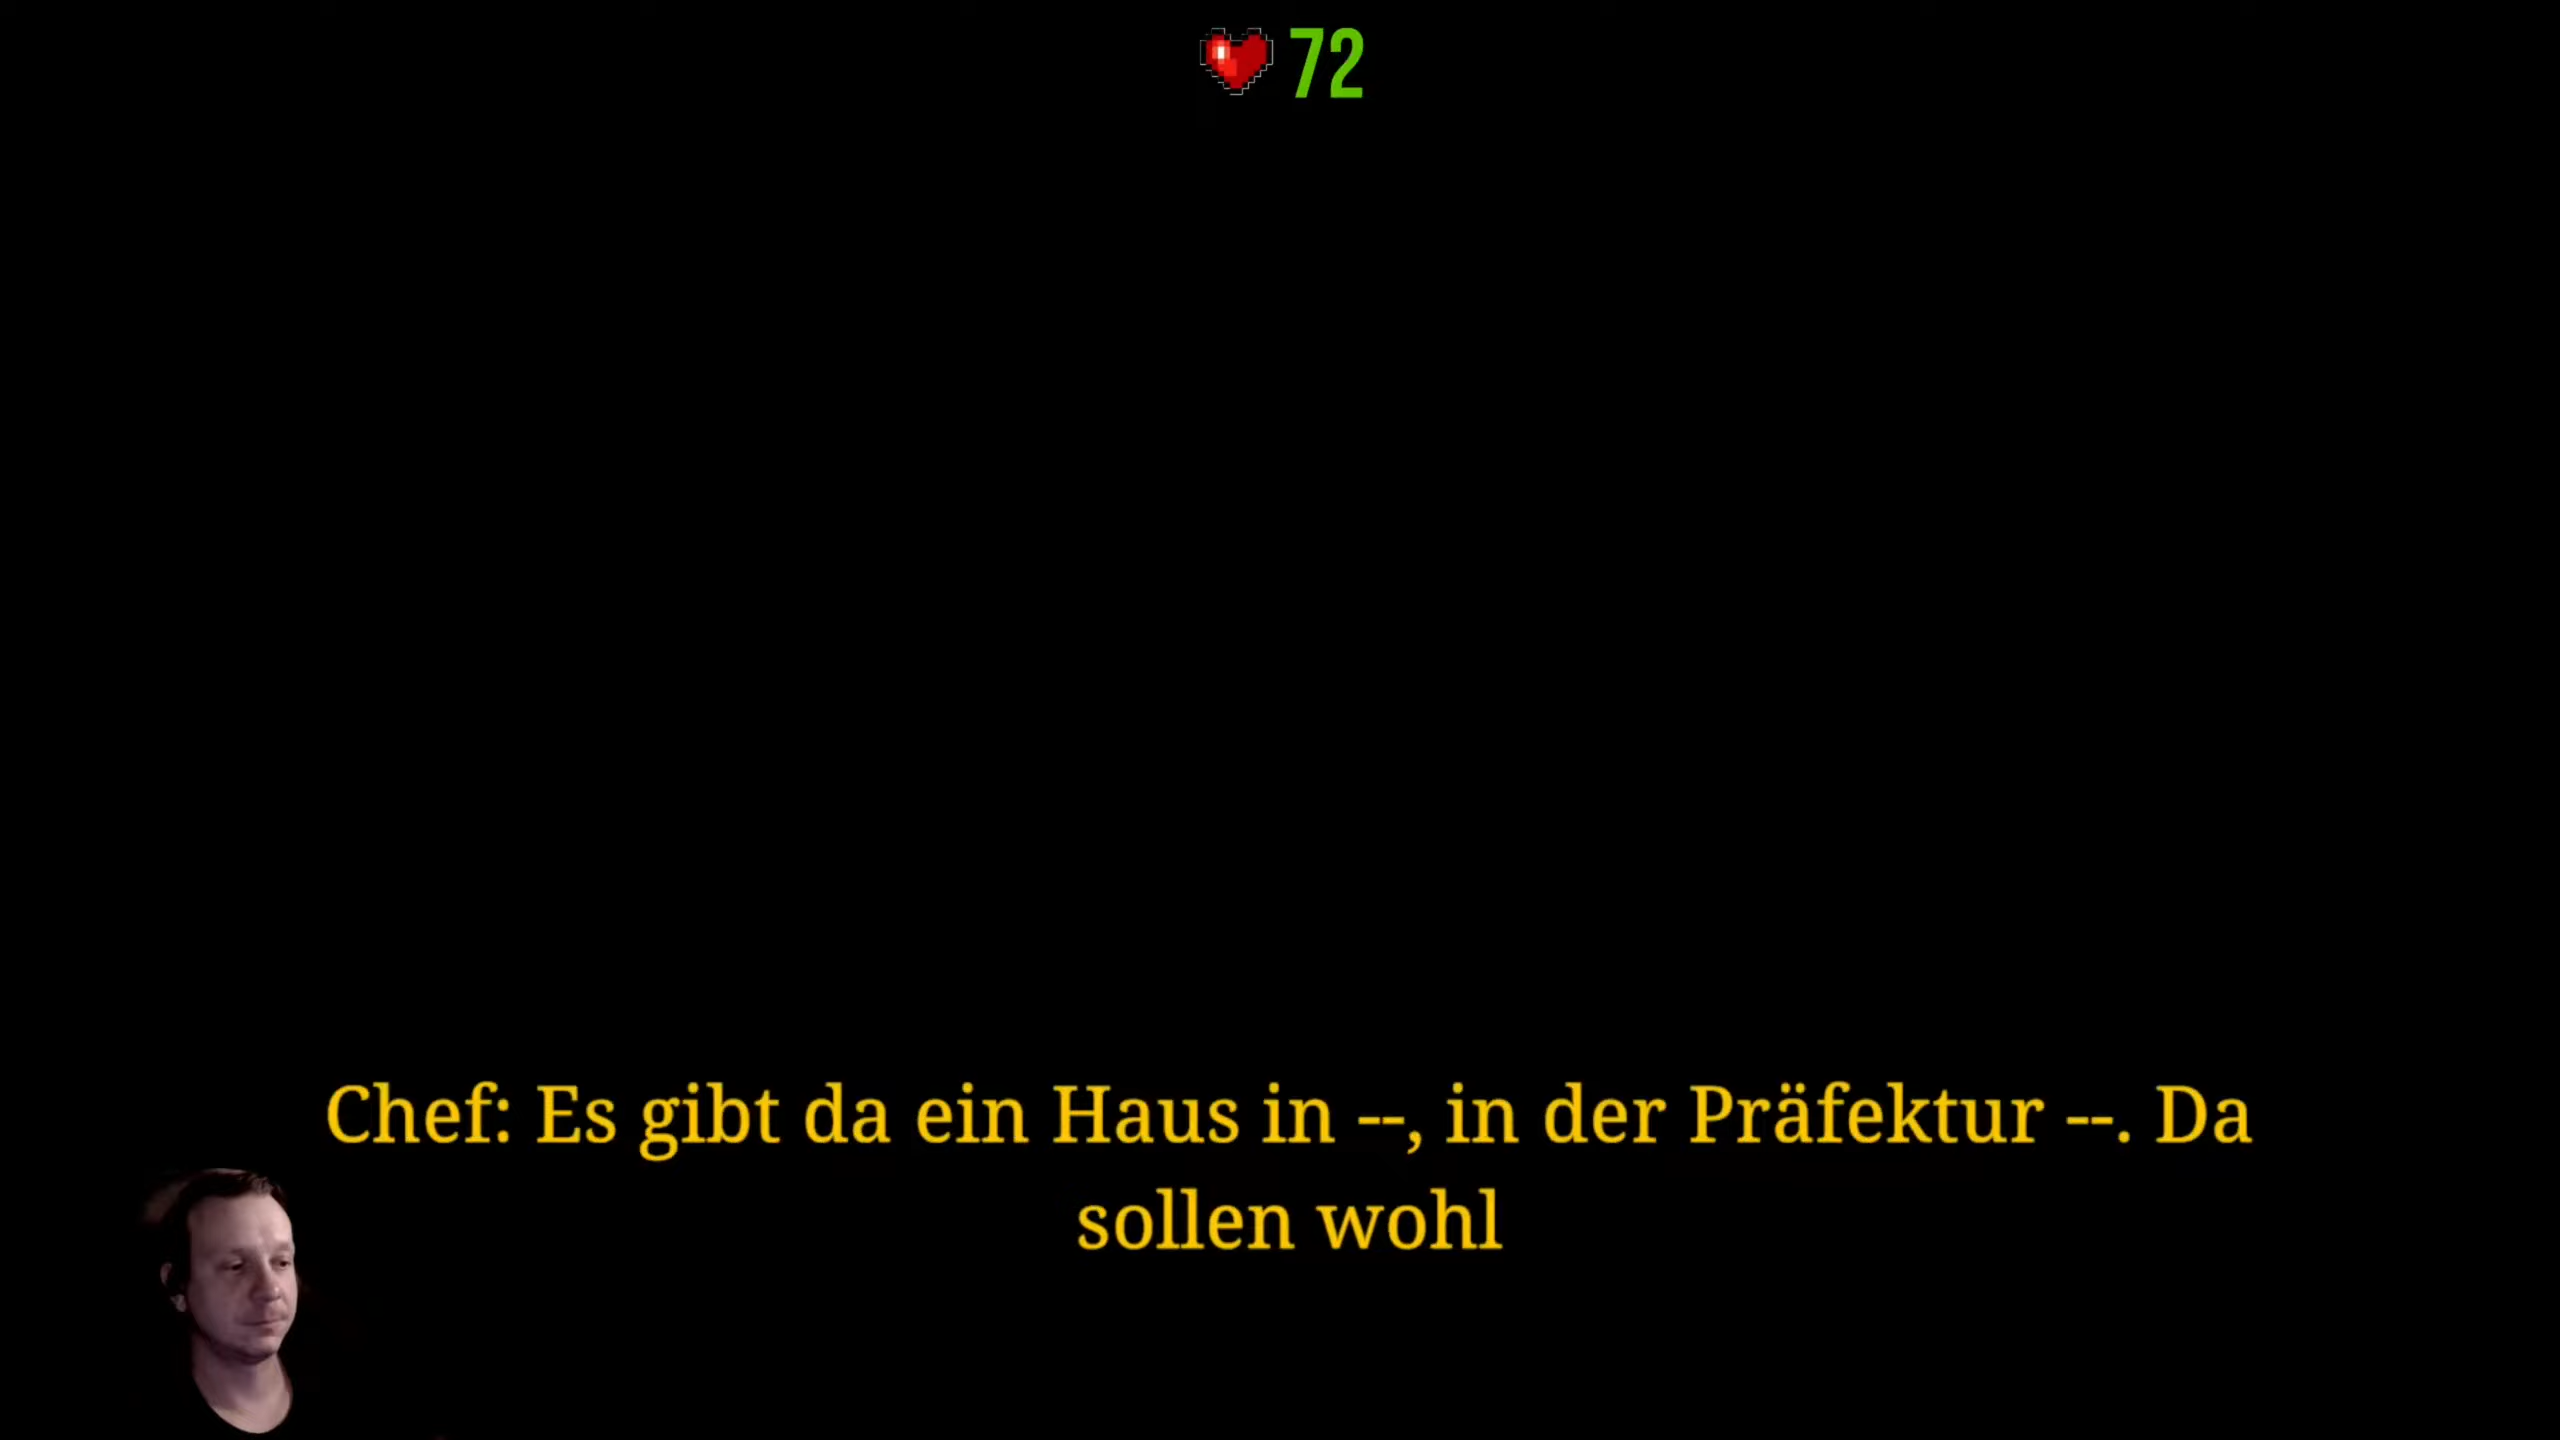 72
Chef: Es gibt da ein Haus in --, in der Präfektur --. Da
sollen wohl